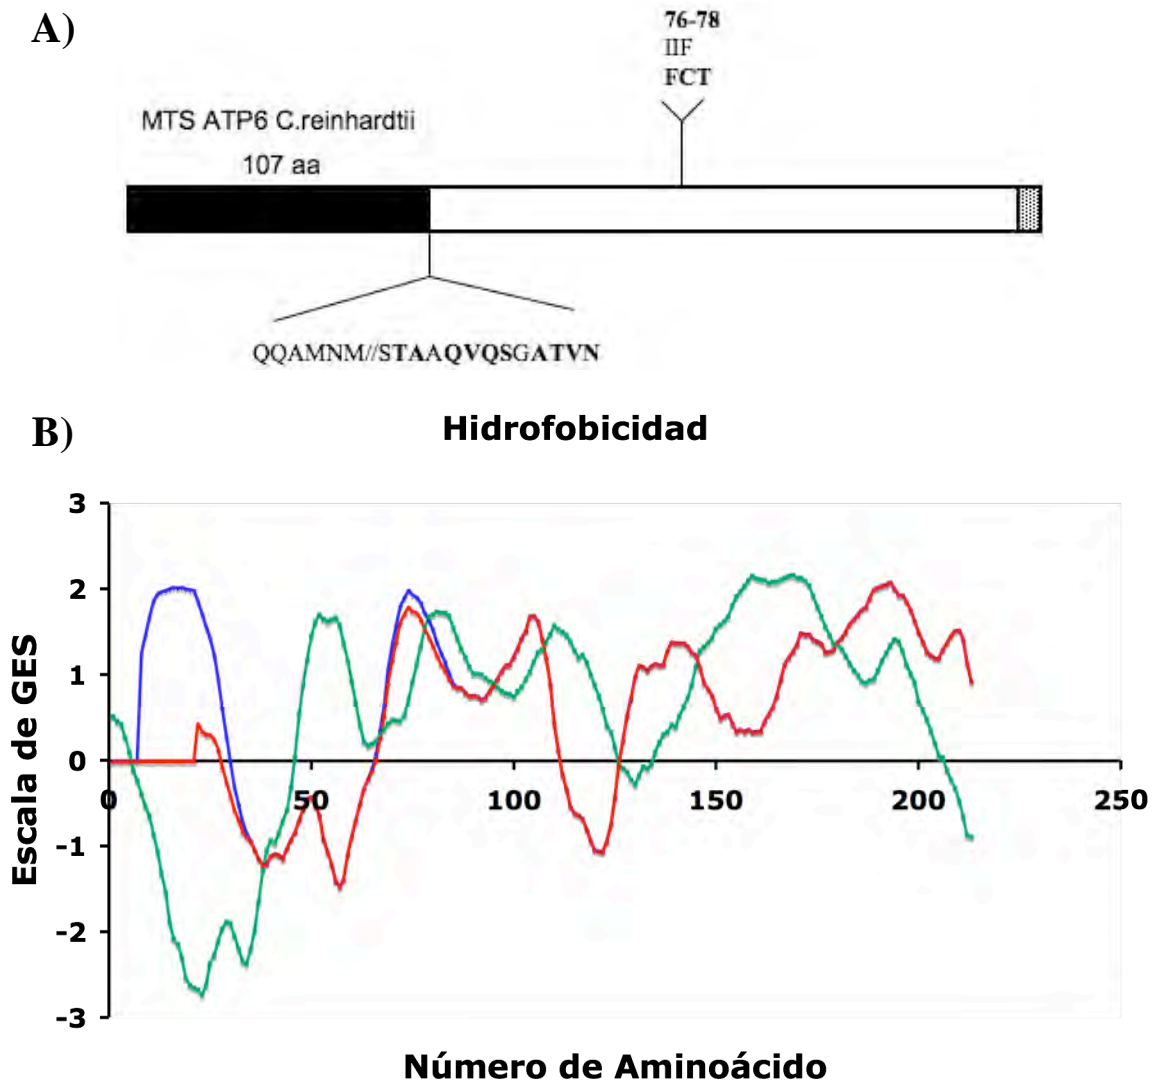 A)
76-78
IIF
FCT
MTS ATP6 C.reinhardtii
107 aa
QQAMNM//STAAQVQSGATVN
B)
Hidrofobicidad
Escala de GES
3
2
1
0
-1
-2
-3
0 50 100 150 200 250
Número de Aminoácido